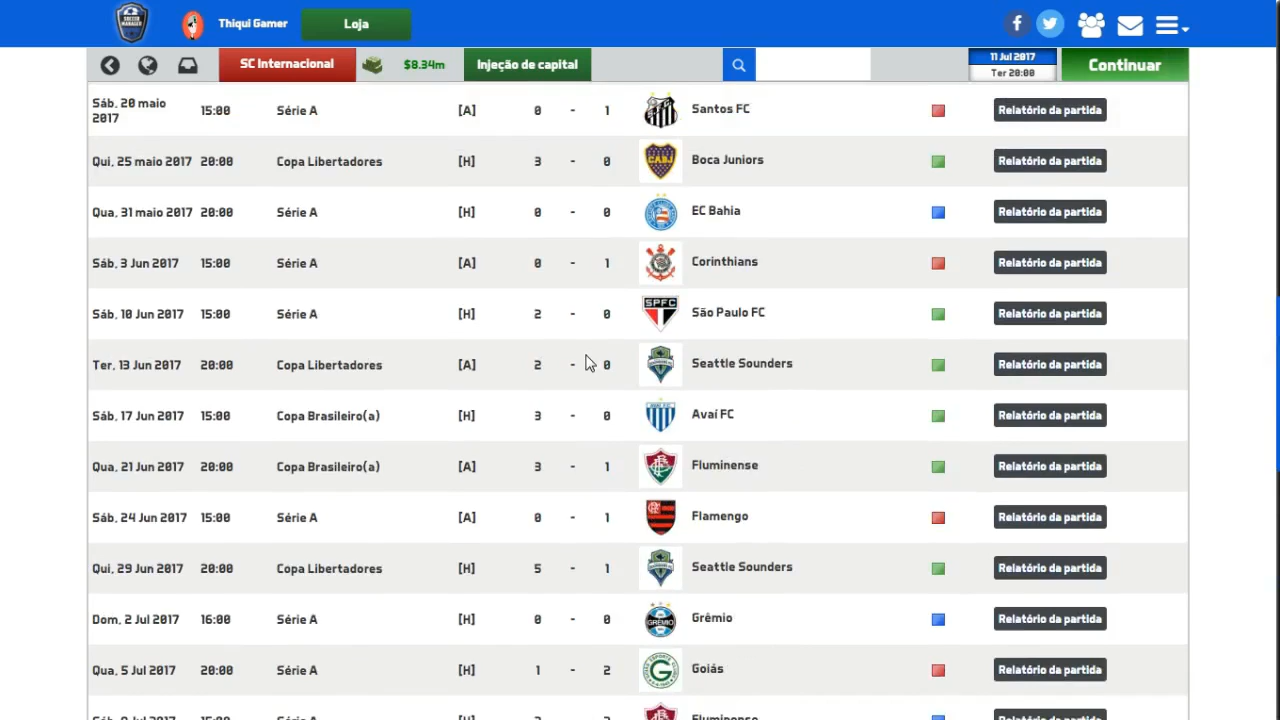 Thiqui Gamer Loja
SC Internacional $8.34m Injeção de capital 11 Jul 2017 Ter 20:00 Continuar
Sáb, 20 maio 2017 15:00 Série A [A] 0 - 1 Santos FC Relatório da partida
Qui, 25 maio 2017 20:00 Copa Libertadores [H] 3 - 0 Boca Juniors Relatório da partida
Qua, 31 maio 2017 20:00 Série A [H] 0 - 0 EC Bahia Relatório da partida
Sáb, 3 Jun 2017 15:00 Série A [A] 0 - 1 Corinthians Relatório da partida
Sáb, 10 Jun 2017 15:00 Série A [H] 2 - 0 SPFC São Paulo FC Relatório da partida
Ter, 13 Jun 2017 20:00 Copa Libertadores [A] 2 - 0 Seattle Sounders Relatório da partida
Sáb, 17 Jun 2017 15:00 Copa Brasileiro(a) [H] 3 - 0 Avaí FC Relatório da partida
Qua, 21 Jun 2017 20:00 Copa Brasileiro(a) [A] 3 - 1 Fluminense Relatório da partida
Sáb, 24 Jun 2017 15:00 Série A [A] 0 - 1 Flamengo Relatório da partida
Qui, 29 Jun 2017 20:00 Copa Libertadores [H] 5 - 1 Seattle Sounders Relatório da partida
Dom, 2 Jul 2017 16:00 Série A [H] 0 - 0 Grêmio Relatório da partida
Qua, 5 Jul 2017 20:00 Série A [H] 1 - 2 Goiás Relatório da partida